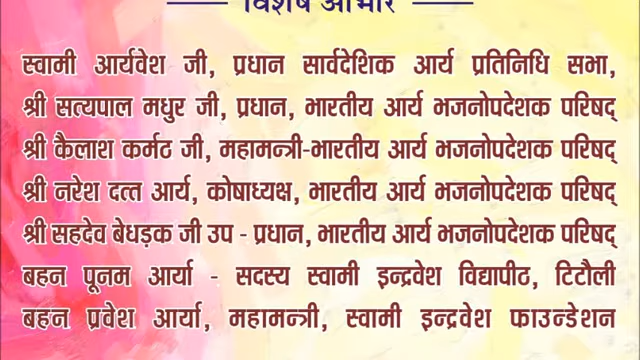 विशेष आभार
स्वामी आर्यवेश जी, प्रधान सार्वदेशिक आर्य प्रतिनिधि सभा,
श्री सत्यपाल मधुर जी, प्रधान, भारतीय आर्य भजनोपदेशक परिषद्
श्री कैलाश कर्मठ जी, महामन्त्री-भारतीय आर्य भजनोपदेशक परिषद्
श्री नरेश दत्त आर्य, कोषाध्यक्ष, भारतीय आर्य भजनोपदेशक परिषद्
श्री सहदेव बेधड़क जी उप - प्रधान, भारतीय आर्य भजनोपदेशक परिषद्
बहन पूनम आर्या - सदस्य स्वामी इन्द्रवेश विद्यापीठ, टिटौली
बहन प्रवेश आर्या, महामन्त्री, स्वामी इन्द्रवेश फाउन्डेशन